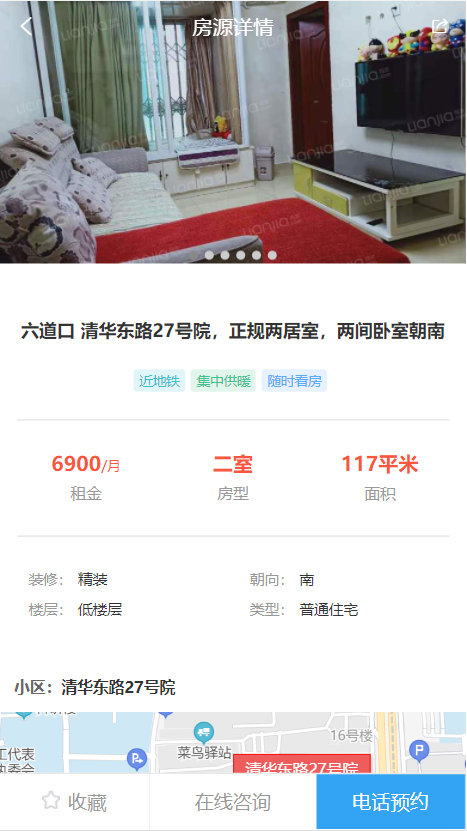 房源详情
lianjia
六道口 清华东路27号院，正规两居室，两间卧室朝南
近地铁 集中供暖 随时看房
6900/月 二室 117平米
租金 房型 面积
装修： 精装 朝向： 南
楼层： 低楼层 类型： 普通住宅
小区：清华东路27号院
16号楼
菜鸟驿站
P
工代表
执委会
P
清华东路27号院
收藏 在线咨询 电话预约